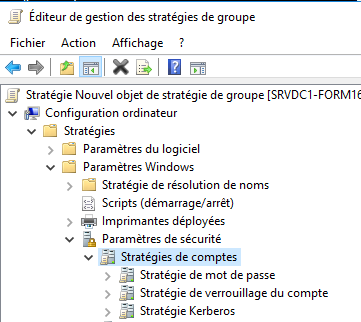 Éditeur de gestion des stratégies de groupe
Fichier Action Affichage ?
Stratégie Nouvel objet de stratégie de groupe [SRVDC1-FORM16
Configuration ordinateur
Stratégies
Paramètres du logiciel
Paramètres Windows
Stratégie de résolution de noms
Scripts (démarrage/arrêt)
Imprimantes déployées
Paramètres de sécurité
Stratégies de comptes
Stratégie de mot de passe
Stratégie de verrouillage du compte
Stratégie Kerberos